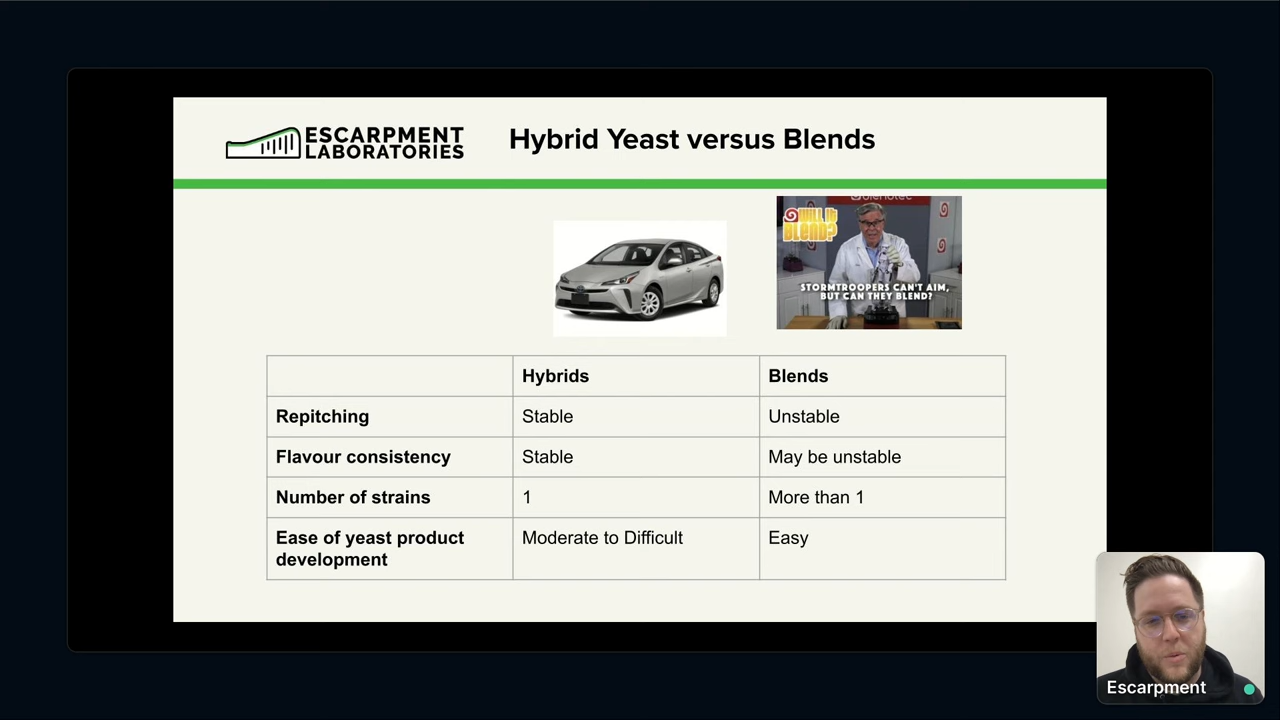 ESCARPMENT
LABORATORIES
Hybrid Yeast versus Blends
WILL IT
BLEND?
STORMTROOPERS CAN'T AIM,
BUT CAN THEY BLEND?
Hybrids Blends
Repitching Stable Unstable
Flavour consistency Stable May be unstable
Number of strains 1 More than 1
Ease of yeast product Moderate to Difficult Easy
development
Escarpment